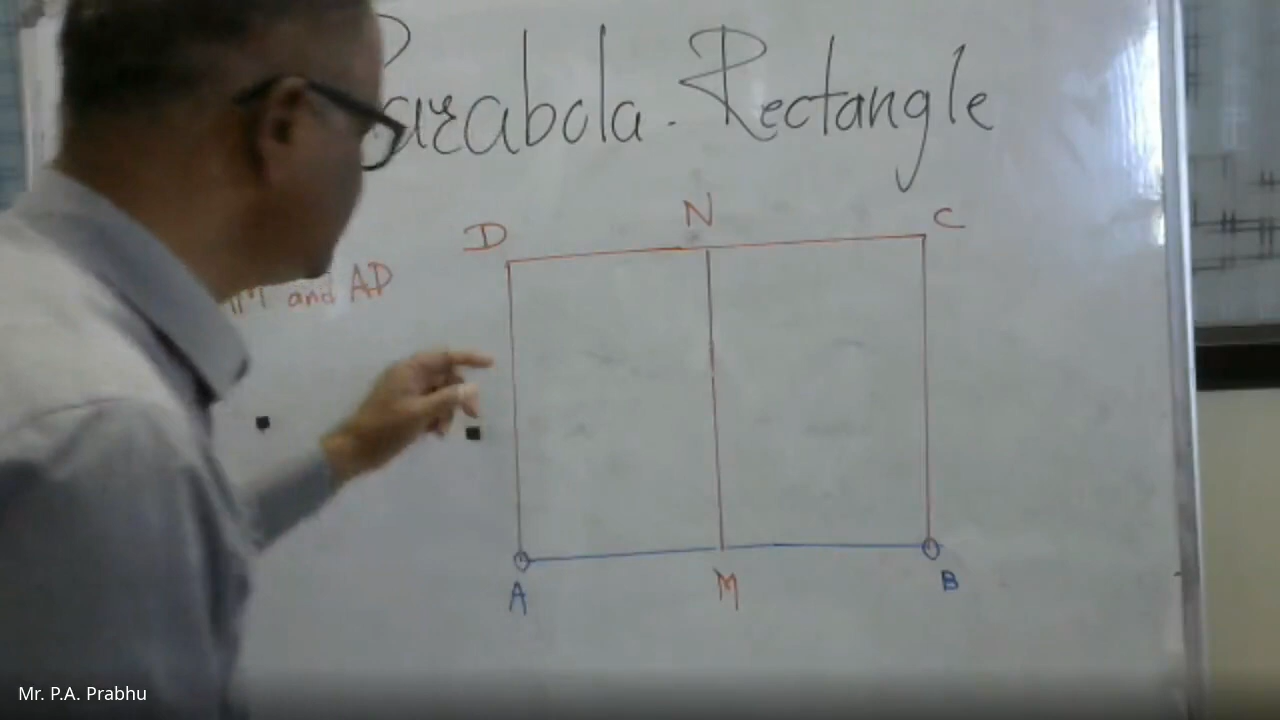 Parabola - Rectangle
D N C
and AD
A M B
Mr. P.A. Prabhu